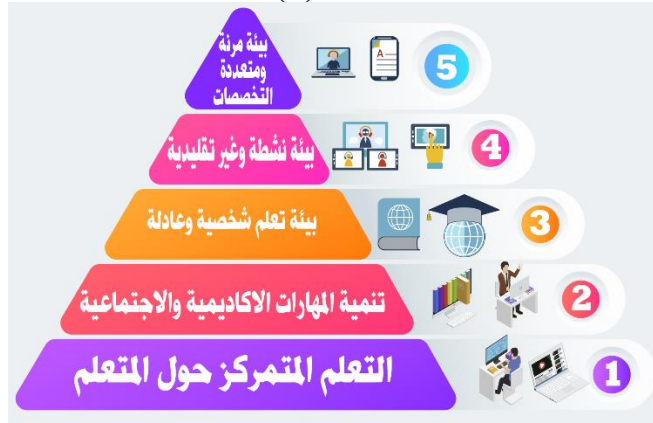 بيئة مرنة
ومتعددة
التخصصات
5
A-
بيئة نشطة وغير تقليدية
4
بيئة تعلم شخصية وعادلة
3
تنمية المهارات الاكاديمية والاجتماعية
2
التعلم المتمركز حول المتعلم
1